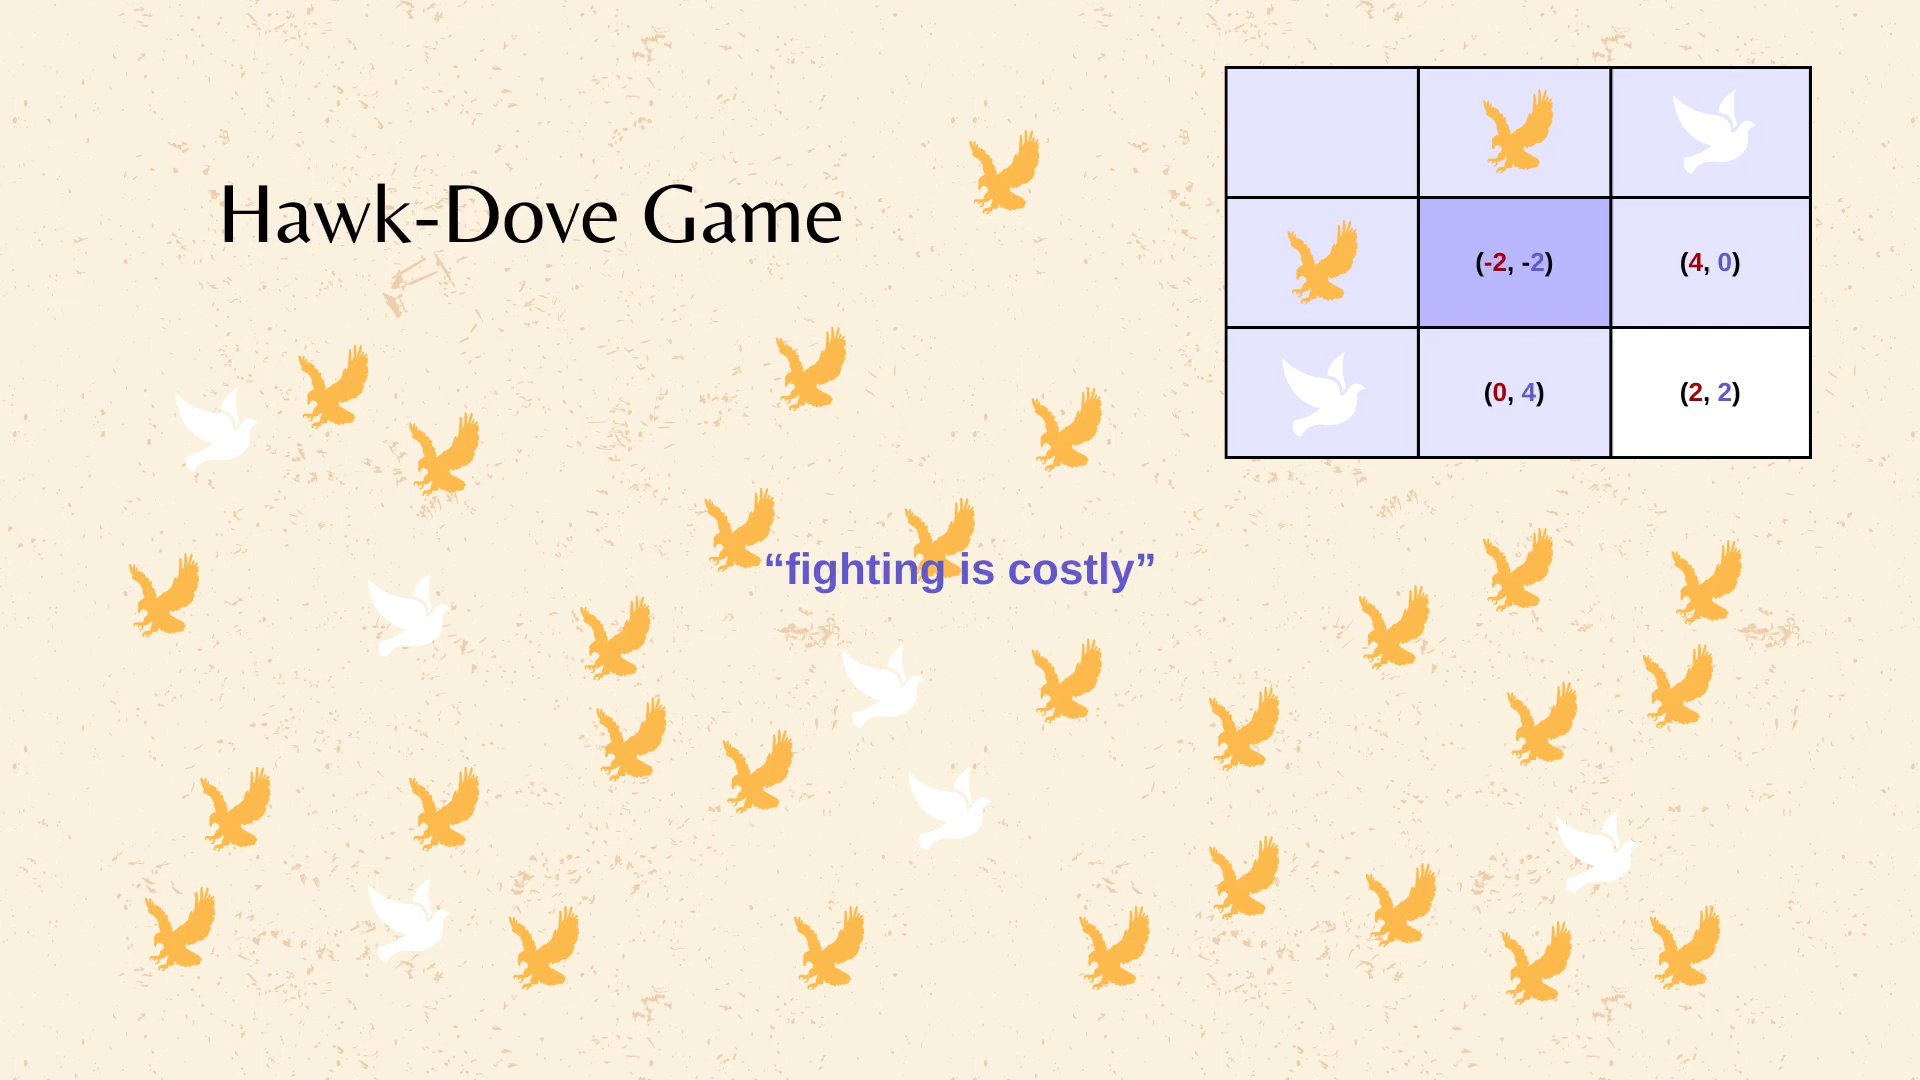 Hawk-Dove Game
(-2, -2)
(4, 0)
(0, 4)
(2, 2)
“fighting is costly”